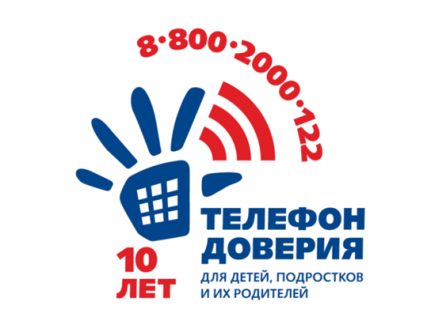 8·800·2000·122
ТЕЛЕФОН
ДОВЕРИЯ
10
ЛЕТ
ДЛЯ ДЕТЕЙ, ПОДРОСТКОВ
И ИХ РОДИТЕЛЕЙ